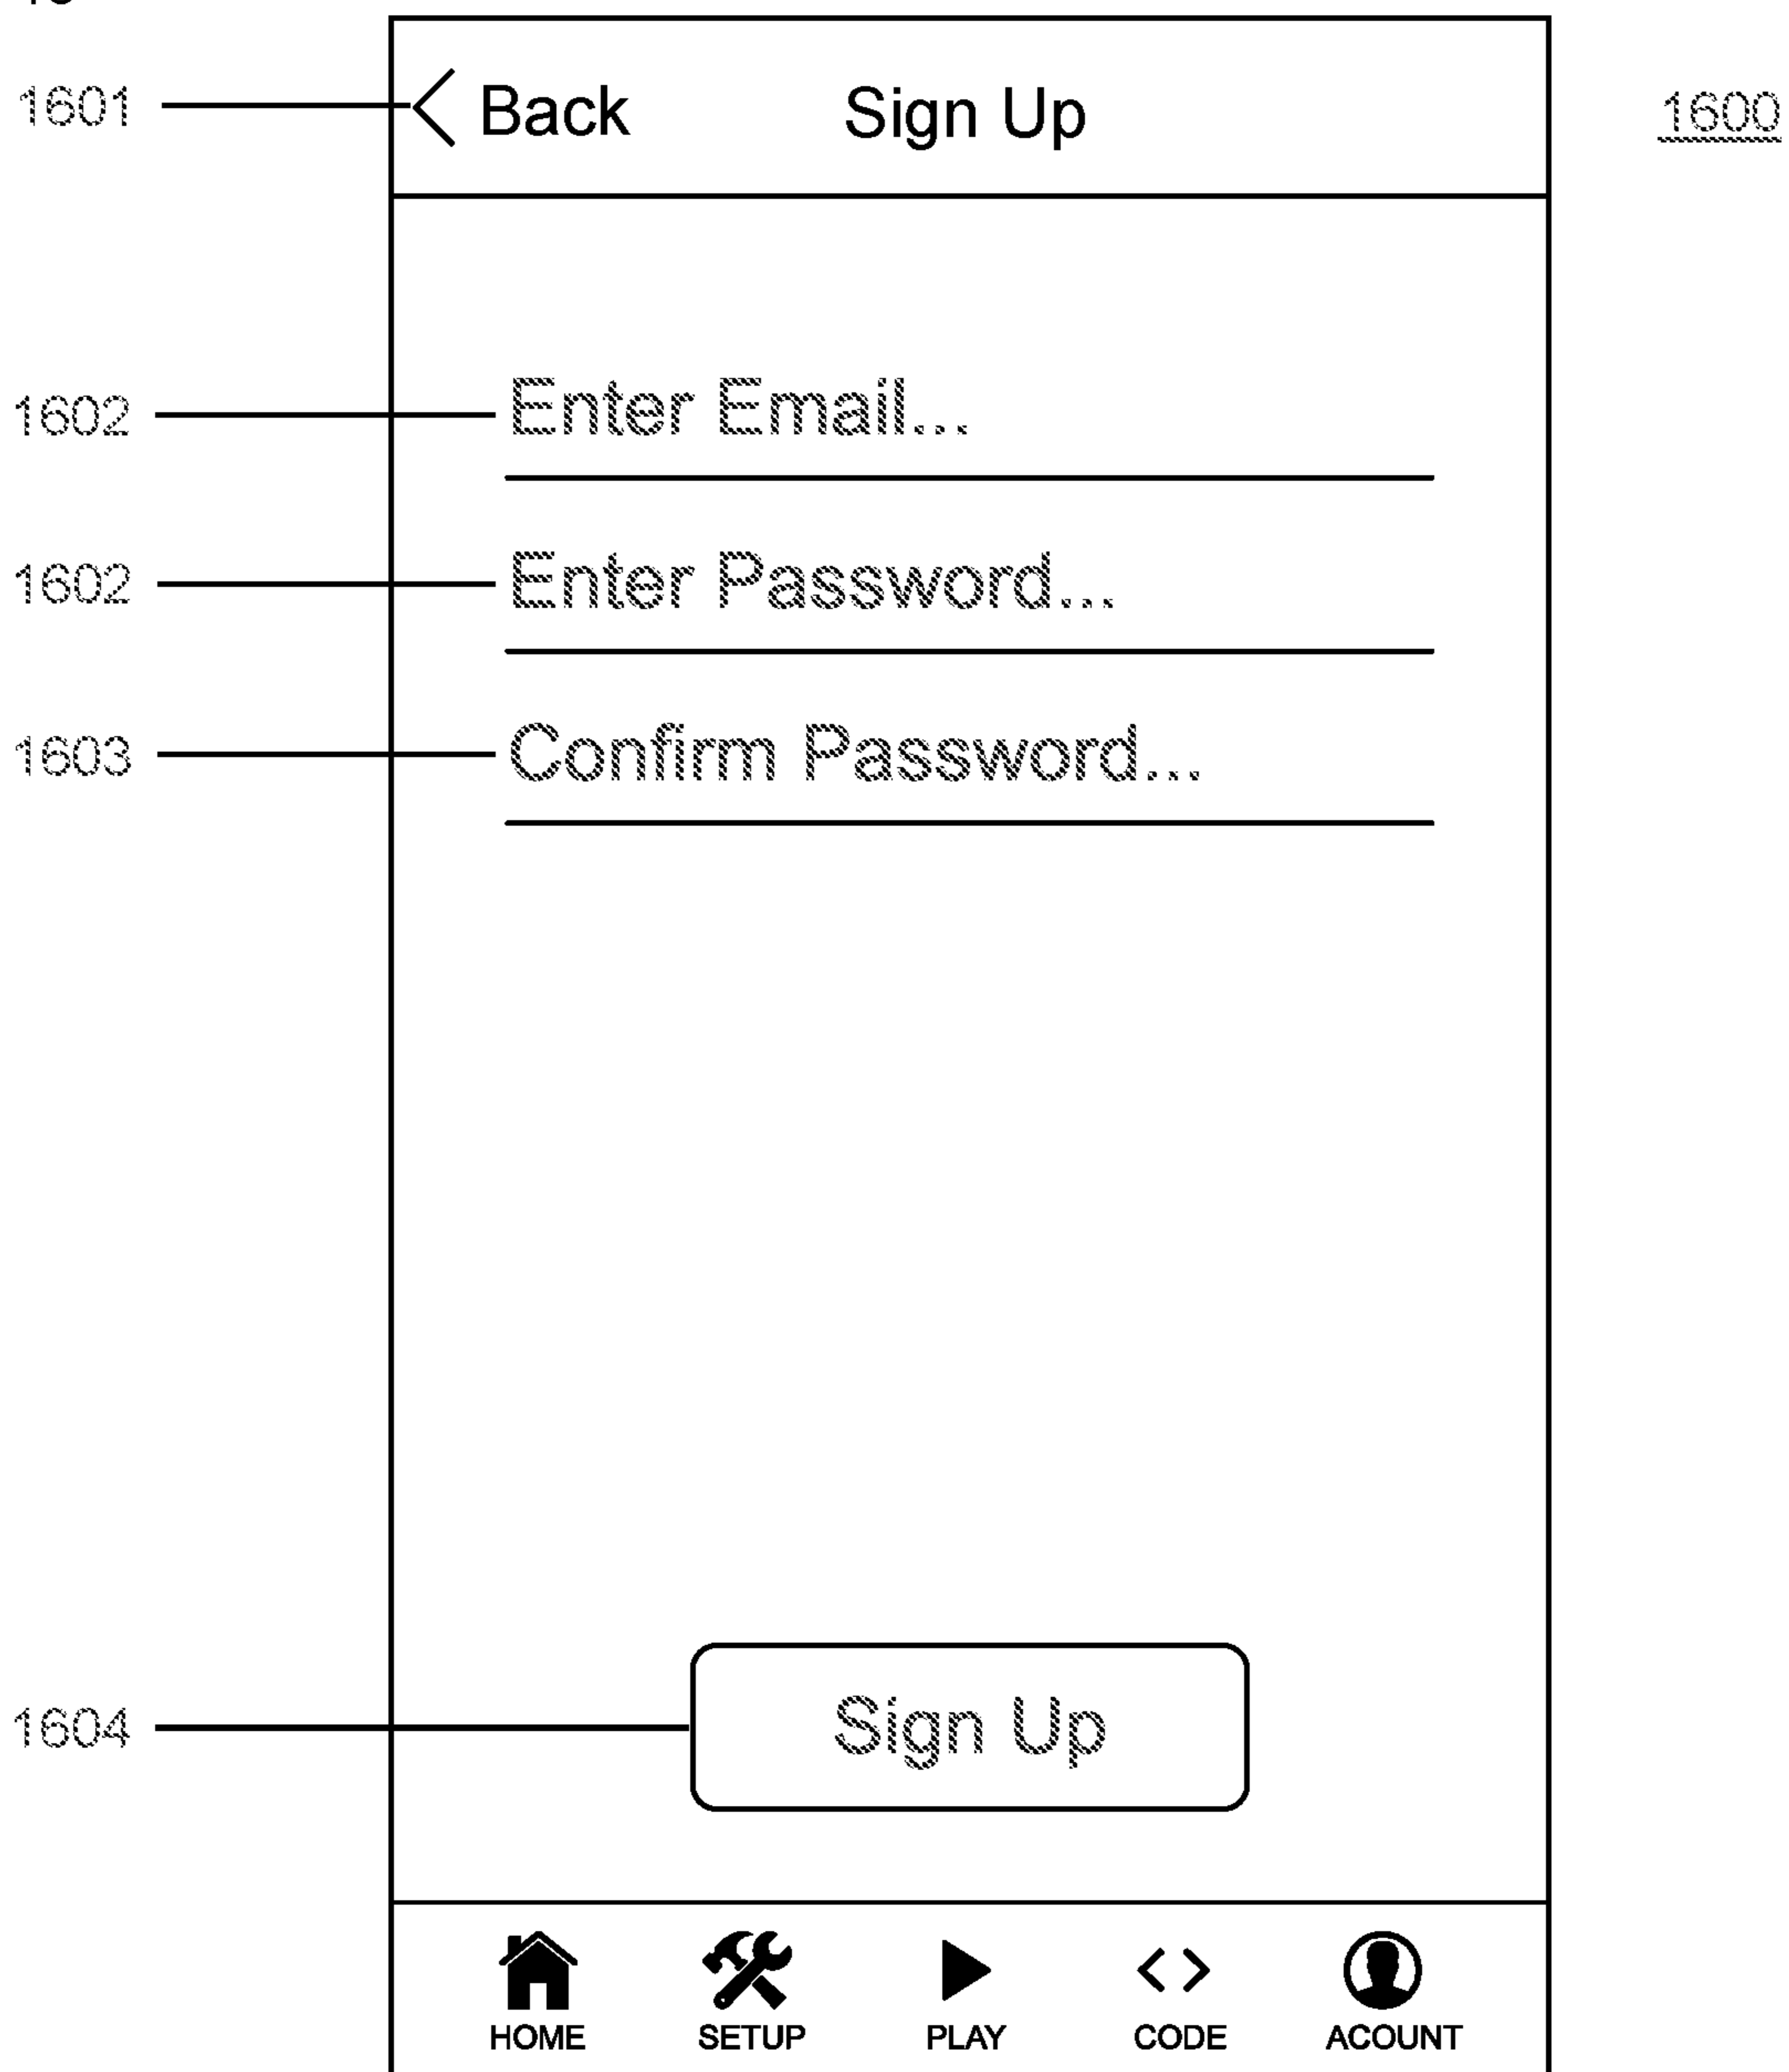 1601 Back Sign Up 1600
1602 Enter Email...
1602 Enter Password...
1603 Confirm Password...
1604 Sign Up
HOME SETUP PLAY CODE ACOUNT